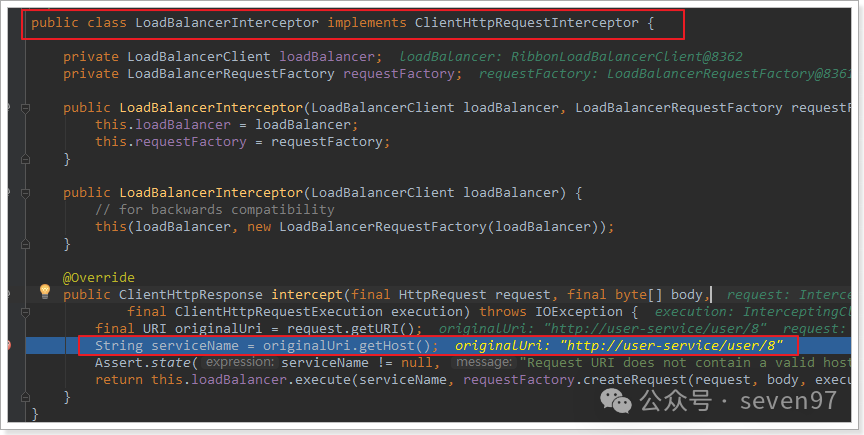 public class LoadBalancerInterceptor implements ClientHttpRequestInterceptor {
private LoadBalancerClient loadBalancer; loadBalancer: RibbonLoadBalancerClient@8362
private LoadBalancerRequestFactory requestFactory; requestFactory: LoadBalancerRequestFactory@8361
public LoadBalancerInterceptor(LoadBalancerClient loadBalancer, LoadBalancerRequestFactory requestF
this.loadBalancer = loadBalancer;
this.requestFactory = requestFactory;
}
public LoadBalancerInterceptor(LoadBalancerClient loadBalancer) {
// for backwards compatibility
this(loadBalancer, new LoadBalancerRequestFactory(loadBalancer));
}
@Override
public ClientHttpResponse intercept(final HttpRequest request, final byte[] body, request: Interce
final ClientHttpRequestExecution execution) throws IOException { execution: InterceptingCl
final URI originalUri = request.getURI(); originalUri: "http://user-service/user/8" request:
String serviceName = originalUri.getHost(); originalUri: "http://user-service/user/8"
Assert.state( expression: serviceName != null, message: "Request URI does not contain a valid host
return this.loadBalancer.execute(serviceName, requestFactory.createRequest(request, body, execu
}
}
公众号 · seven97